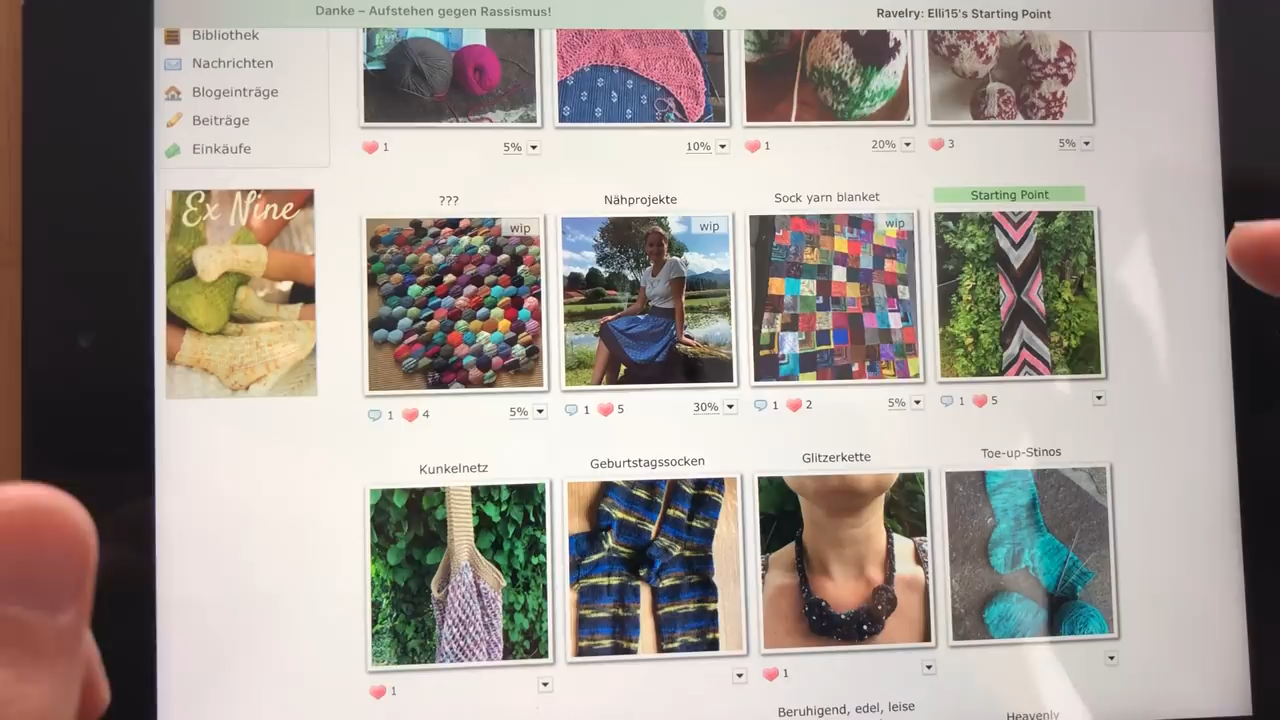 Danke – Aufstehen gegen Rassismus!
Ravelry: Elli15's Starting Point
Bibliothek
Nachrichten
Blogeinträge
Beiträge
Einkäufe
1 5%
10%
1 20%
3 5%
Ex Nine
???
Nähprojekte
Sock yarn blanket
Starting Point
wip
wip
wip
1 4 5%
1 5 30%
1 2 5%
1 5
Kunkelnetz
Geburtstagssocken
Glitzerkette
Toe-up-Stinos
1
1
Beruhigend, edel, leise
Heavenly